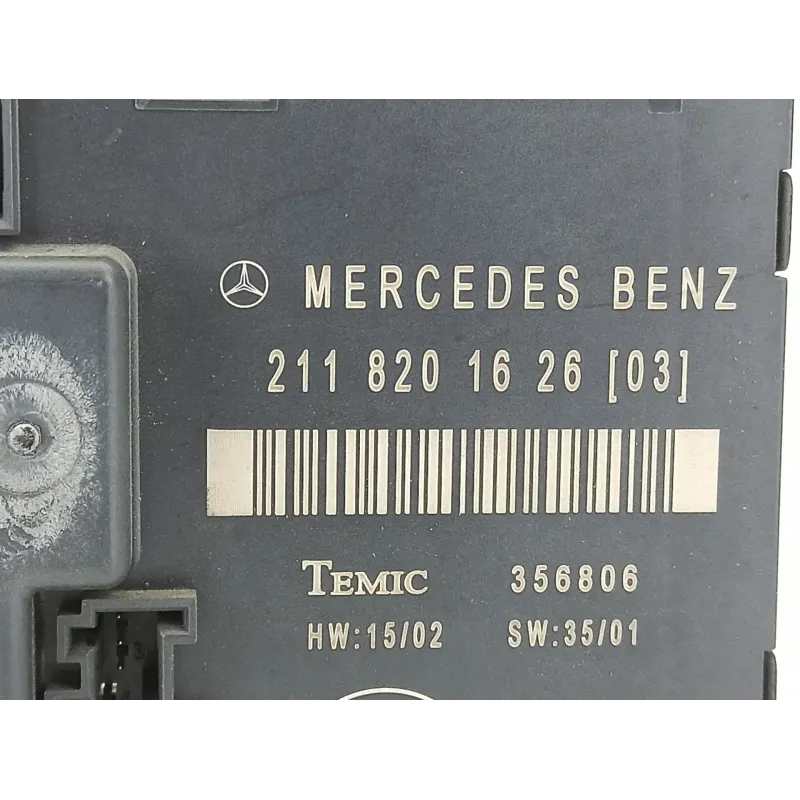 MERCEDES BENZ
211 820 16 26 [03]
TEMIC 356806
HW:15/02 SW:35/01